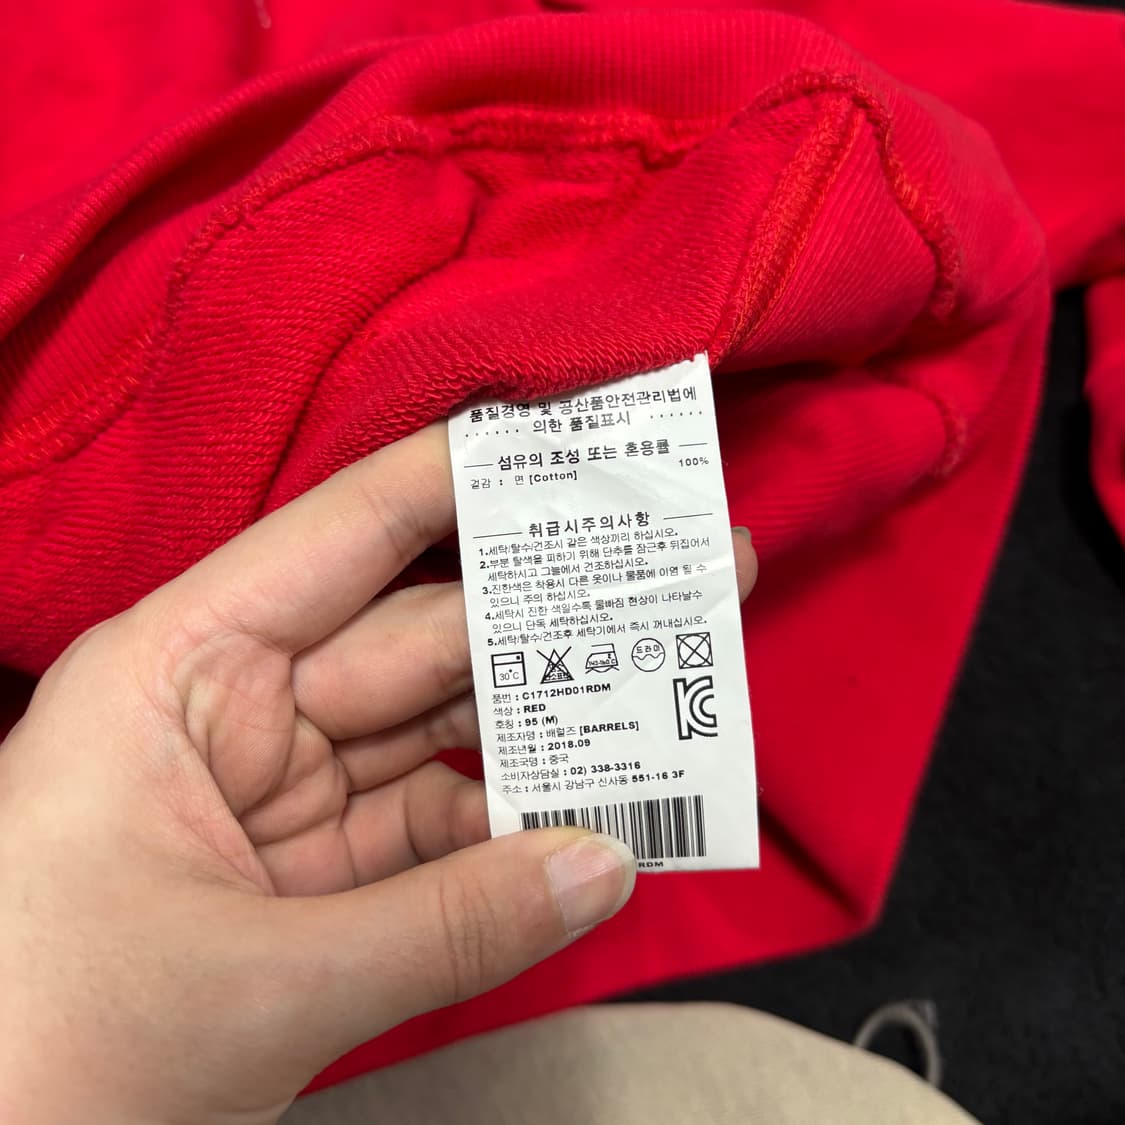 품질경영 및 공산품안전관리법에
의한 품질표시
섬유의 조성 또는 혼용률
겉감 : 면 [Cotton] 100%
취급시주의사항
1.세탁/탈수/건조시 같은 색상끼리 하십시오.
2.부분 탈색을 피하기 위해 단추를 잠근후 뒤집어서
세탁하시고 그늘에서 건조하십시오.
3.진한색은 착용시 다른 옷이나 물품에 이염 될 수
있으니 주의 하십시오.
4.세탁시 진한 색일수록 물빠짐 현상이 나타날수
있으니 단독 세탁하십시오.
5.세탁/탈수/건조후 세탁기에서 즉시 꺼내십시오.
30°C 드라이
품번 : C1712HD01RDM
색상 : RED
호칭 : 95 (M)
제조자명 : 배럴즈 [BARRELS]
제조년월 : 2018.09
제조국명 : 중국
소비자상담실 : 02) 338-3316
주소 : 서울시 강남구 신사동 551-16 3F
RDM